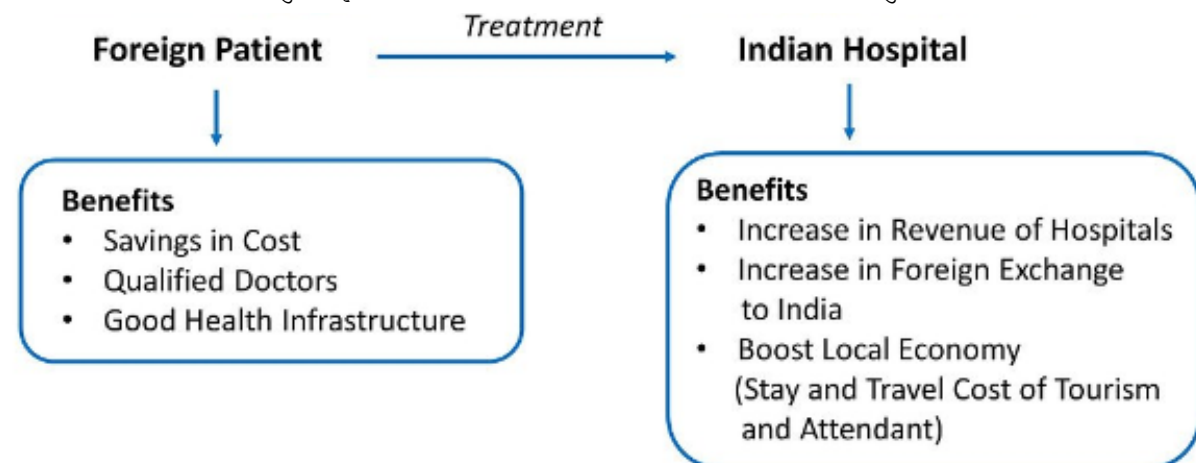 Treatment
Foreign Patient
Indian Hospital
Benefits
• Savings in Cost
• Qualified Doctors
• Good Health Infrastructure
Benefits
• Increase in Revenue of Hospitals
• Increase in Foreign Exchange
to India
• Boost Local Economy
(Stay and Travel Cost of Tourism
and Attendant)